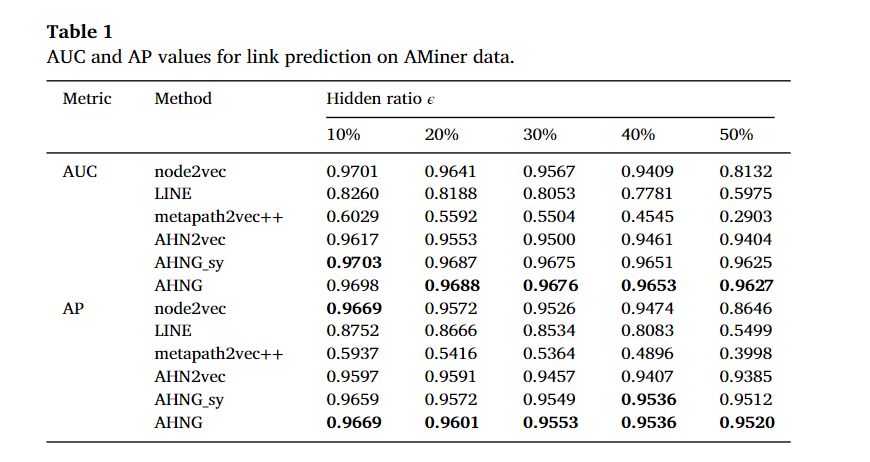 Table 1
AUC and AP values for link prediction on AMiner data.
Metric Method Hidden ratio ϵ
10% 20% 30% 40% 50%
AUC node2vec 0.9701 0.9641 0.9567 0.9409 0.8132
LINE 0.8260 0.8188 0.8053 0.7781 0.5975
metapath2vec++ 0.6029 0.5592 0.5504 0.4545 0.2903
AHN2vec 0.9617 0.9553 0.9500 0.9461 0.9404
AHNG_sy 0.9703 0.9687 0.9675 0.9651 0.9625
AHNG 0.9698 0.9688 0.9676 0.9653 0.9627
AP node2vec 0.9669 0.9572 0.9526 0.9474 0.8646
LINE 0.8752 0.8666 0.8534 0.8083 0.5499
metapath2vec++ 0.5937 0.5416 0.5364 0.4896 0.3998
AHN2vec 0.9597 0.9591 0.9457 0.9407 0.9385
AHNG_sy 0.9659 0.9572 0.9549 0.9536 0.9512
AHNG 0.9669 0.9601 0.9553 0.9536 0.9520